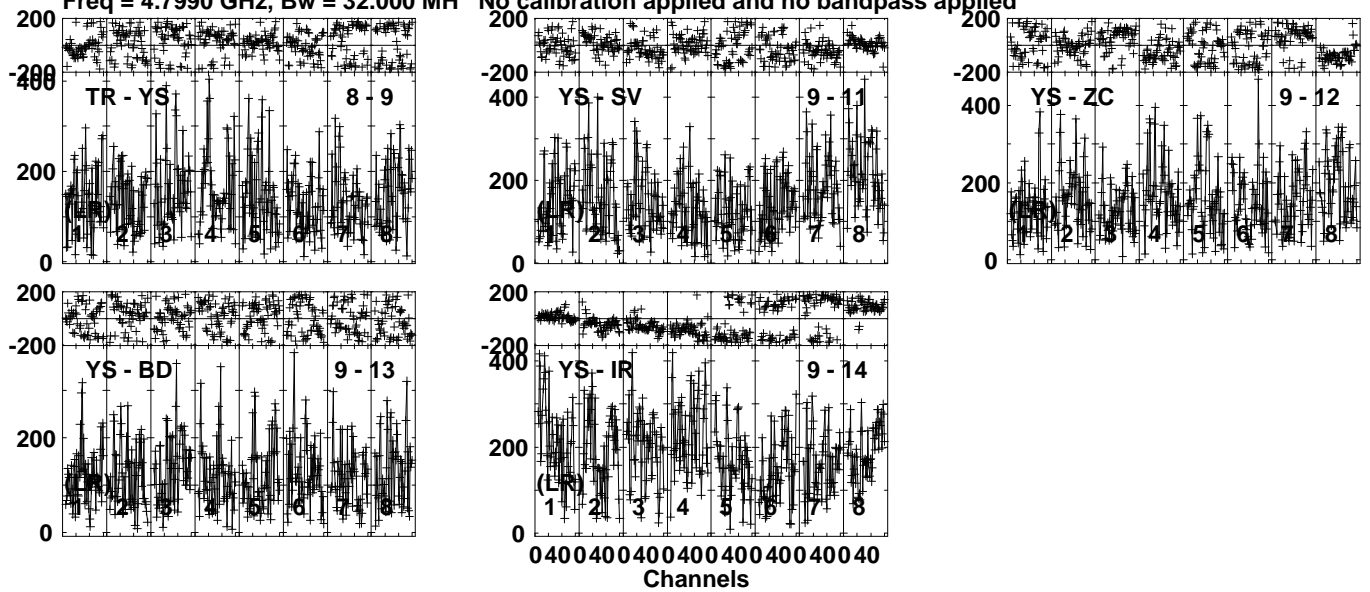 Freq = 4.7990 GHz, Bw = 32.000 MH No calibration applied and no bandpass applied
200
-200
400
200
0
TR - YS 8 - 9
(LR)
1 2 3 4 5 6 7 8
200
-200
400
200
0
YS - SV 9 - 11
(LR)
1 2 3 4 5 6 7 8
200
-200
400
200
0
YS - ZC 9 - 12
(LR)
1 2 3 4 5 6 7 8
200
-200
200
0
YS - BD 9 - 13
(LR)
1 2 3 4 5 6 7 8
200
-200
400
200
0
YS - IR 9 - 14
(LR)
1 2 3 4 5 6 7 8
0 40 0 40 0 40 0 40 0 40 0 40 0 40 0 40
Channels